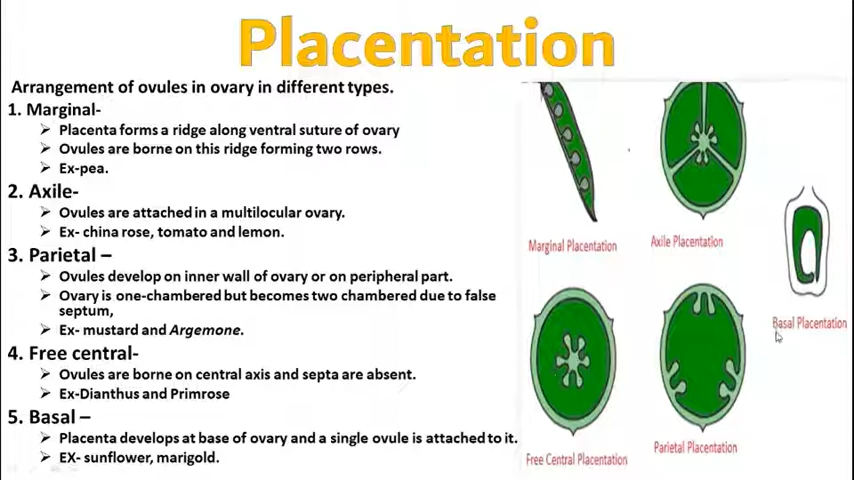 Placentation
Arrangement of ovules in ovary in different types.
1. Marginal-
➢ Placenta forms a ridge along ventral suture of ovary
➢ Ovules are borne on this ridge forming two rows.
➢ Ex-pea.
2. Axile-
➢ Ovules are attached in a multilocular ovary.
➢ Ex- china rose, tomato and lemon.
3. Parietal –
➢ Ovules develop on inner wall of ovary or on peripheral part.
➢ Ovary is one-chambered but becomes two chambered due to false
septum,
➢ Ex- mustard and Argemone.
4. Free central-
➢ Ovules are borne on central axis and septa are absent.
➢ Ex-Dianthus and Primrose
5. Basal –
➢ Placenta develops at base of ovary and a single ovule is attached to it.
➢ EX- sunflower, marigold.
Marginal Placentation
Axile Placentation
Basal Placentation
Free Central Placentation
Parietal Placentation